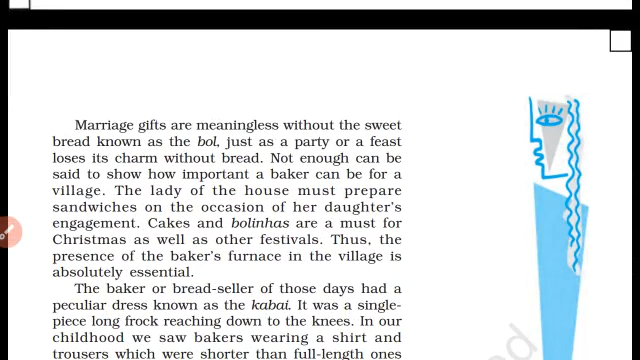 Marriage gifts are meaningless without the sweet
bread known as the bol, just as a party or a feast
loses its charm without bread. Not enough can be
said to show how important a baker can be for a
village. The lady of the house must prepare
sandwiches on the occasion of her daughter's
engagement. Cakes and bolinhas are a must for
Christmas as well as other festivals. Thus, the
presence of the baker's furnace in the village is
absolutely essential.
The baker or bread-seller of those days had a
peculiar dress known as the kabai. It was a single-
piece long frock reaching down to the knees. In our
childhood we saw bakers wearing a shirt and
trousers which were shorter than full-length ones